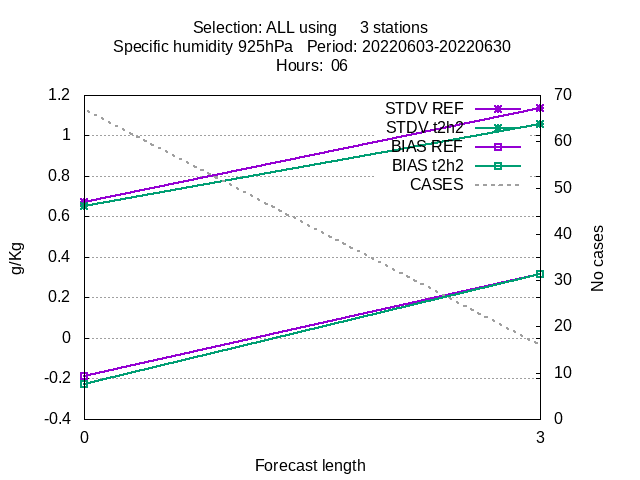 Selection: ALL using     3 stations
Specific humidity 925hPa   Period: 20220603-20220630
Hours:  06
STDV REF
STDV t2h2
BIAS REF
BIAS t2h2
CASES
1.2
1
0.8
0.6
0.4
0.2
0
-0.2
-0.4
g/Kg
70
60
50
40
30
20
10
0
No cases
0
3
Forecast length